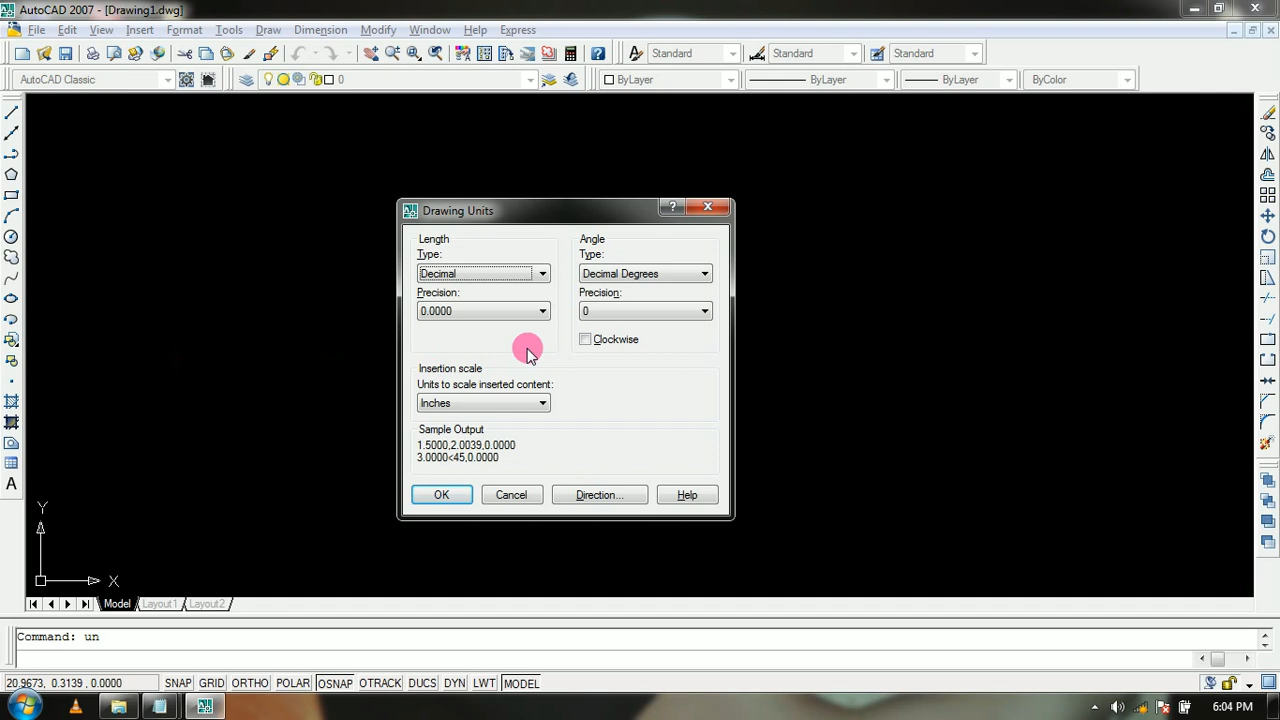 AutoCAD 2007 - [Drawing1.dwg]
File Edit View Insert Format Tools Draw Dimension Modify Window Help Express
Standard Standard Standard
AutoCAD Classic 0 ByLayer ByLayer ByLayer ByColor
Drawing Units
Length
Type:
Decimal
Precision:
0.0000
Angle
Type:
Decimal Degrees
Precision:
0
Clockwise
Insertion scale
Units to scale inserted content:
Inches
Sample Output
1.5000,2.0039,0.0000
3.0000<45,0.0000
OK Cancel Direction... Help
A
Y
X
Model Layout1 Layout2
Command: un
20.9673, 0.3139 , 0.0000 SNAP GRID ORTHO POLAR OSNAP OTRACK DUCS DYN LWT MODEL
6:04 PM